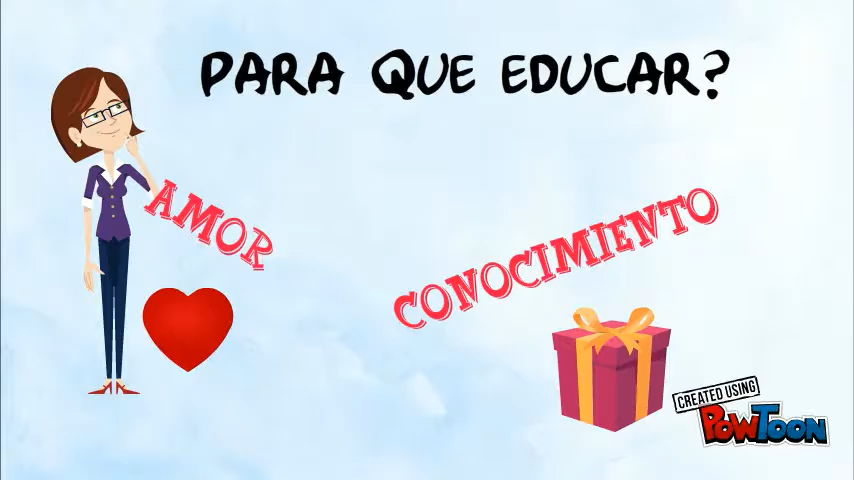 PARA QUE EDUCAR?
AMOR
CONOCIMIENTO
CREATED USING
POWTOON